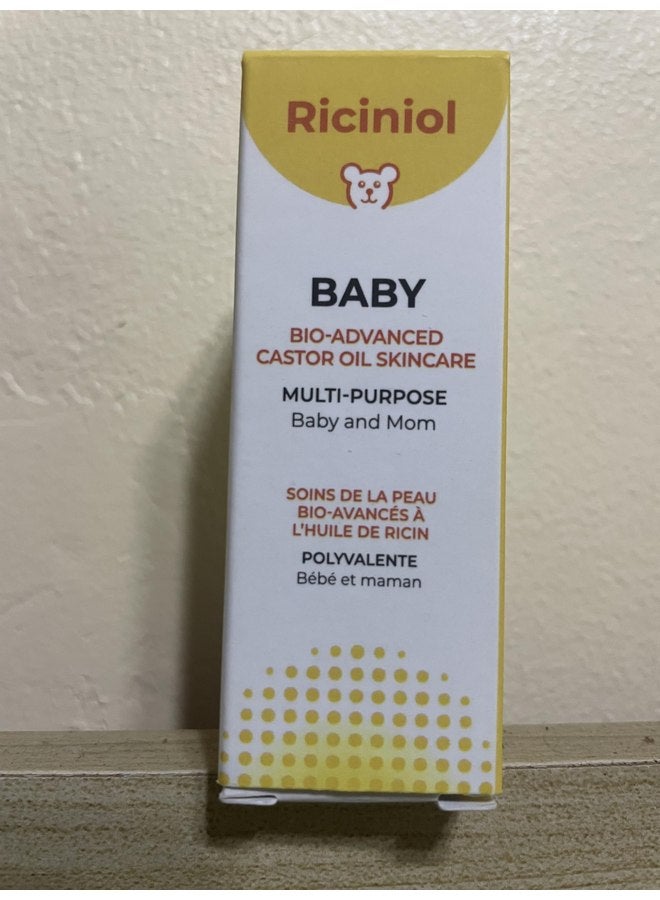 Riciniol
BABY
BIO-ADVANCED
CASTOR OIL SKINCARE
MULTI-PURPOSE
Baby and Mom
SOINS DE LA PEAU
BIO-AVANCÉS À
L'HUILE DE RICIN
POLYVALENTE
Bébé et maman